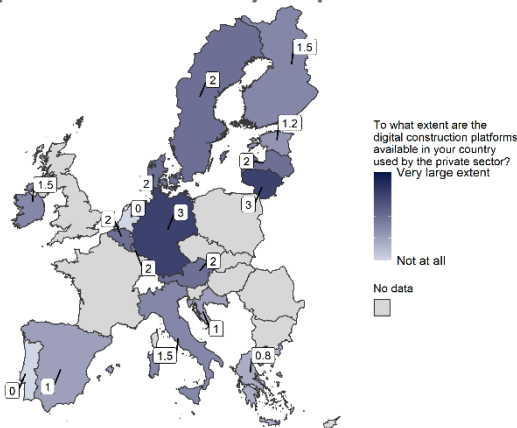 1.5
2
1.2
2
1.5
2
3
0
3
2
2
2
1
1.5
0.8
1
0
To what extent are the
digital construction platforms
available in your country
used by the private sector?
Very large extent
Not at all
No data